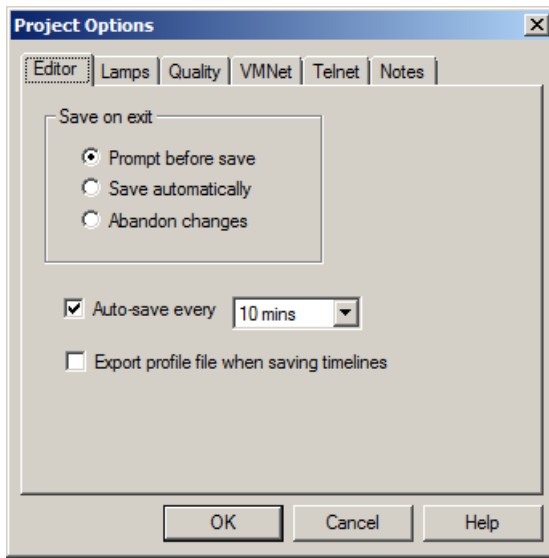 Project Options
Editor Lamps Quality VMNet Telnet Notes
Save on exit
Prompt before save
Save automatically
Abandon changes
Auto-save every 10 mins
Export profile file when saving timelines
OK Cancel Help